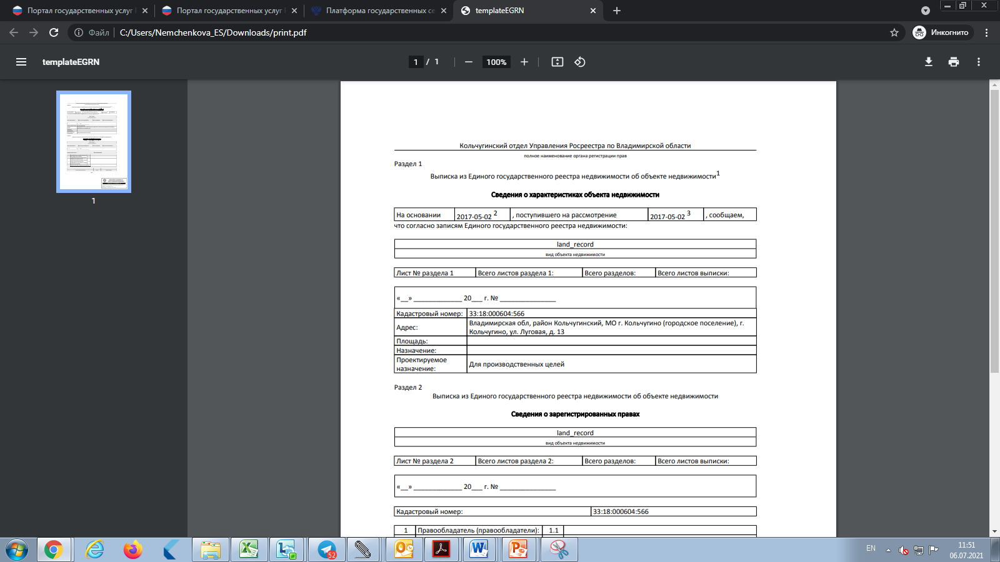 Портал государственных услуг
Портал государственных услуг
Платформа государственных се
templateEGRN
Файл
C:/Users/Nemchenkova_ES/Downloads/print.pdf
Инкогнито
templateEGRN
1 / 1
100%
1
Кольчугинский отдел Управления Росреестра по Владимирской области
полное наименование органа регистрации прав
Раздел 1
Выписка из Единого государственного реестра недвижимости об объекте недвижимости1
Сведения о характеристиках объекта недвижимости
На основании 2017-05-02 2 , поступившего на рассмотрение 2017-05-02 3 , сообщаем,
что согласно записям Единого государственного реестра недвижимости:
land_record
вид объекта недвижимости
Лист № раздела 1 Всего листов раздела 1: Всего разделов: Всего листов выписки:
«__» _____________ 20___ г. № _______________
Кадастровый номер: 33:18:000604:566
Адрес: Владимирская обл, район Кольчугинский, МО г. Кольчугино (городское поселение), г.
Кольчугино, ул. Луговая, д. 13
Площадь:
Назначение:
Проектируемое
назначение:
Для производственных целей
Раздел 2
Выписка из Единого государственного реестра недвижимости об объекте недвижимости
Сведения о зарегистрированных правах
land_record
вид объекта недвижимости
Лист № раздела 2 Всего листов раздела 2: Всего разделов: Всего листов выписки:
«__» _____________ 20___ г. № _______________
Кадастровый номер: 33:18:000604:566
1 Правообладатель (правообладатели): 1.1
52
EN
11:51
06.07.2021